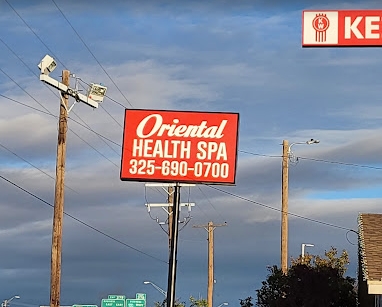 KE
Oriental
HEALTH SPA
325-690-0700